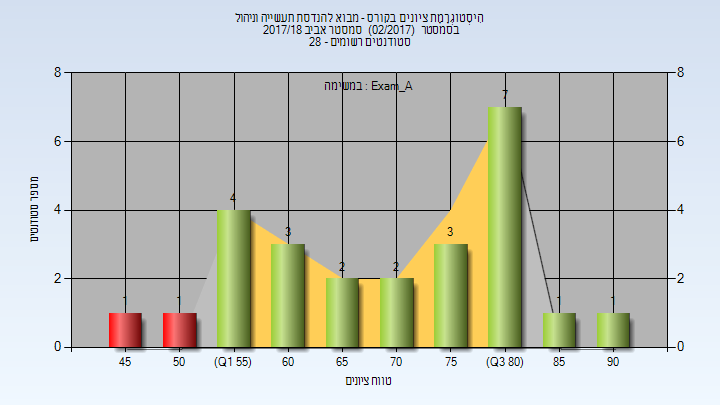 היסטוגרמת ציונים בקורס - מבוא להנדסת תעשייה וניהול
בסמסטר (02/2017) סמסטר אביב 2017/18
סטודנטים רשומים - 28
במשימה : Exam_A
מספר סטודנטים
8 8
6 6
4 4
2 2
0 0
1 1 4 3 2 2 3 7 1 1
45 50 (Q1 55) 60 65 70 75 (Q3 80) 85 90
טווח ציונים